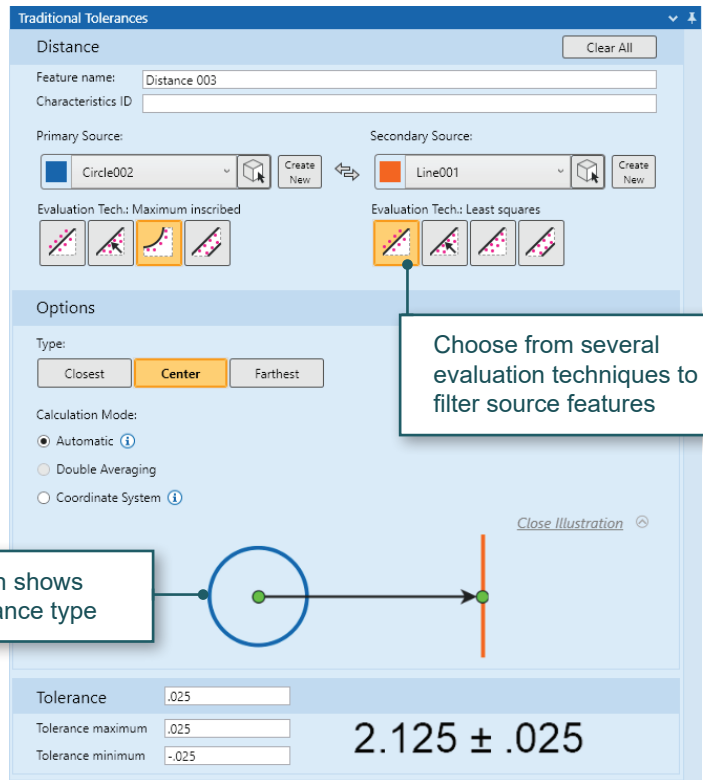 Traditional Tolerances
Distance
Clear All
Feature name:
Distance 003
Characteristics ID
Primary Source:
Secondary Source:
Circle002
Create New
Line001
Create New
Evaluation Tech.: Maximum inscribed
Evaluation Tech.: Least squares
Options
Choose from several
evaluation techniques to
filter source features
Type:
Closest
Center
Farthest
Calculation Mode:
Automatic
Double Averaging
Coordinate System
Close Illustration
shows
type
Tolerance
.025
Tolerance maximum
.025
Tolerance minimum
-.025
2.125 ± .025